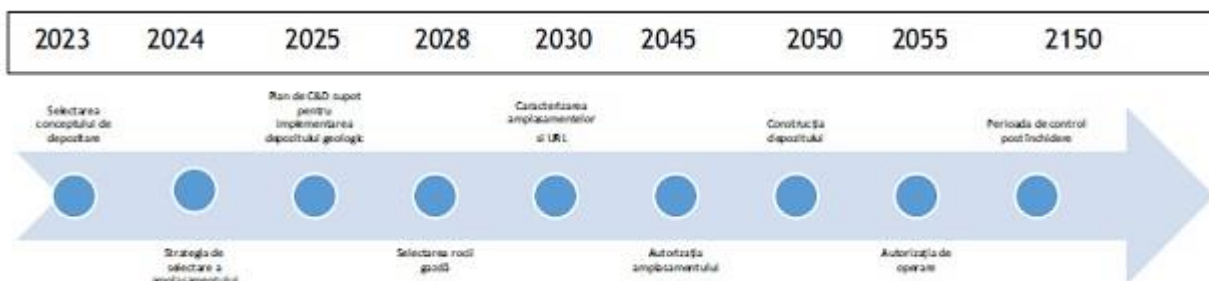 2023 2024 2025 2028 2030 2045 2050 2055 2150
Selectarea
conceptului de
depozitare
Plan de C&D supot
pentru
implementarea
depozitului geologic
Caracterizarea
amplasamentelor
si URL
Construcția
depozitului
Perioada de control
post închidere
Strategia de
selectare a
amplasamentului
Selectarea rocii
gazdă
Autorizația
amplasamentului
Autorizația de
operare